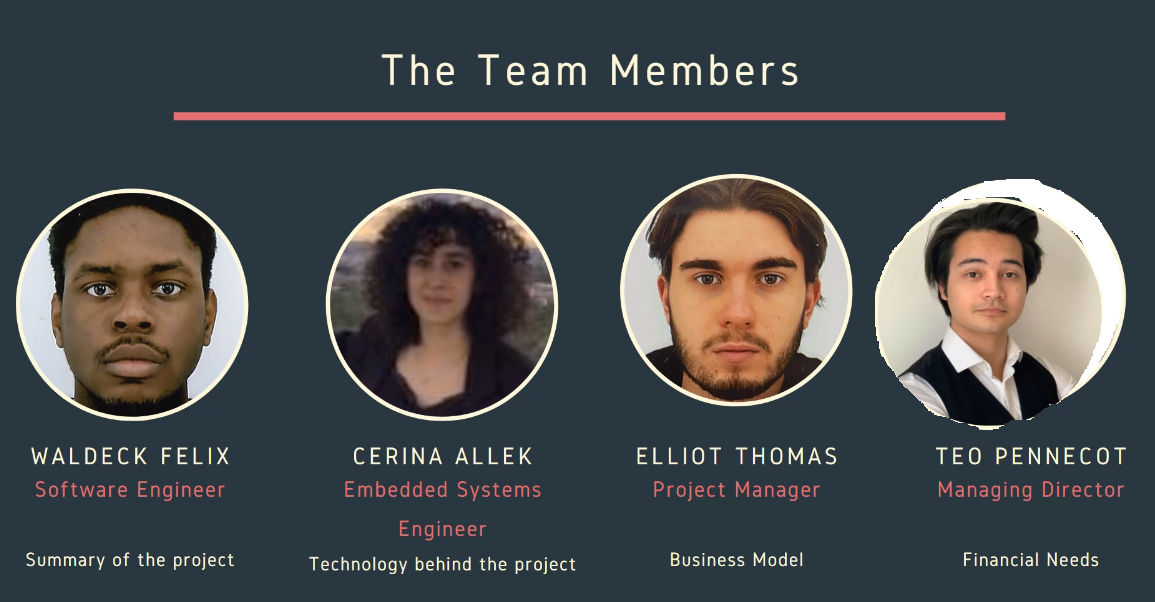 The Team Members
WALDECK FELIX
Software Engineer
Summary of the project
CERINA ALLEK
Embedded Systems
Engineer
Technology behind the project
ELLIOT THOMAS
Project Manager
Business Model
TEO PENNECOT
Managing Director
Financial Needs